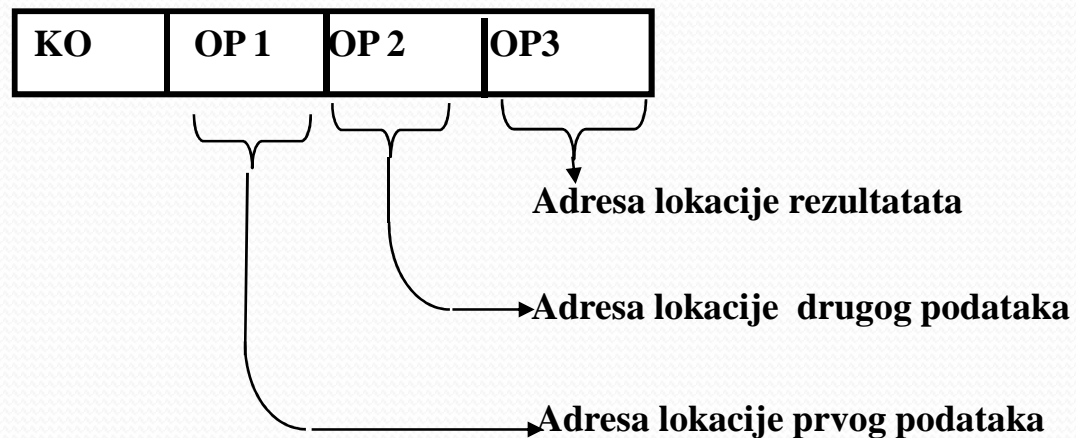 KO OP 1 OP 2 OP3
Adresa lokacije rezultatata
Adresa lokacije drugog podataka
Adresa lokacije prvog podataka